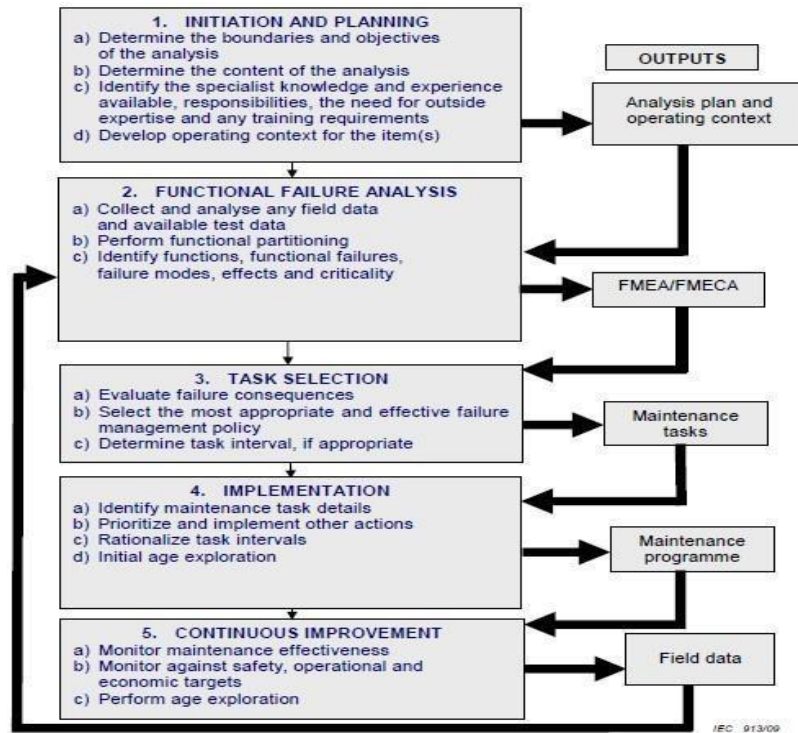 1. INITIATION AND PLANNING
a) Determine the boundaries and objectives
of the analysis
b) Determine the content of the analysis
c) Identify the specialist knowledge and experience
available, responsibilities, the need for outside
expertise and any training requirements
d) Develop operating context for the item(s)
OUTPUTS
Analysis plan and
operating context
2. FUNCTIONAL FAILURE ANALYSIS
a) Collect and analyse any field data
and available test data
b) Perform functional partitioning
c) Identify functions, functional failures,
failure modes, effects and criticality
FMEA/FMECA
3. TASK SELECTION
a) Evaluate failure consequences
b) Select the most appropriate and effective failure
management policy
c) Determine task interval, if appropriate
Maintenance
tasks
4. IMPLEMENTATION
a) Identify maintenance task details
b) Prioritize and implement other actions
c) Rationalize task intervals
d) Initial age exploration
Maintenance
programme
5. CONTINUOUS IMPROVEMENT
a) Monitor maintenance effectiveness
b) Monitor against safety, operational and
economic targets
c) Perform age exploration
Field data
IEC 913/09